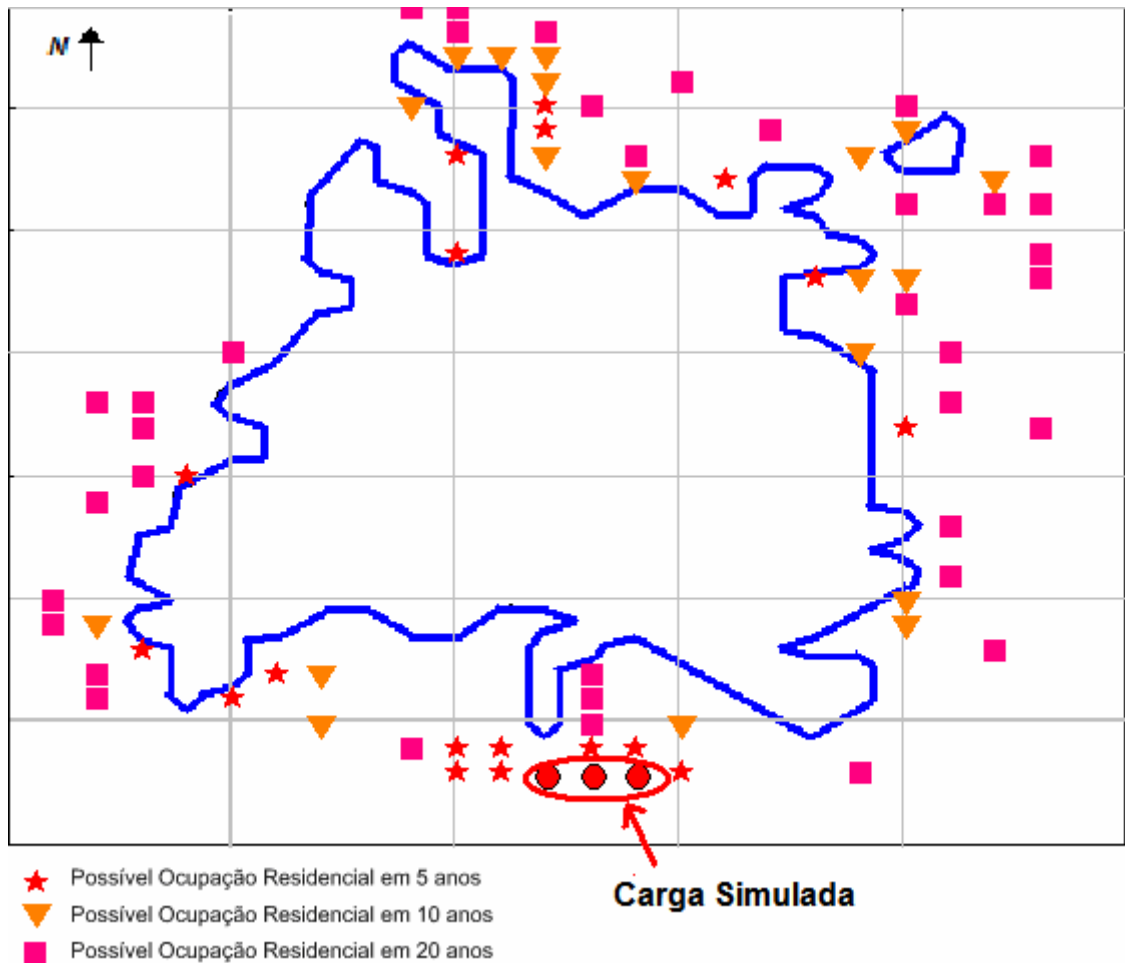 N
Possível Ocupação Residencial em 5 anos
Carga Simulada
Possível Ocupação Residencial em 10 anos
Possível Ocupação Residencial em 20 anos